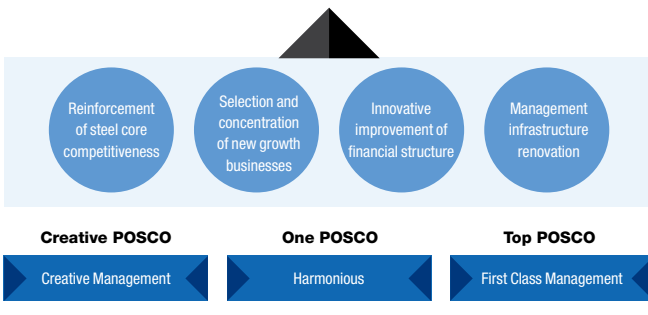 Reinforcement
of steel core
competitiveness
Selection and
concentration
of new growth
businesses
Innovative
improvement of
financial structure
Management
infrastructure
renovation
Creative POSCO
One POSCO
Top POSCO
Creative Management
Harmonious
First Class Management